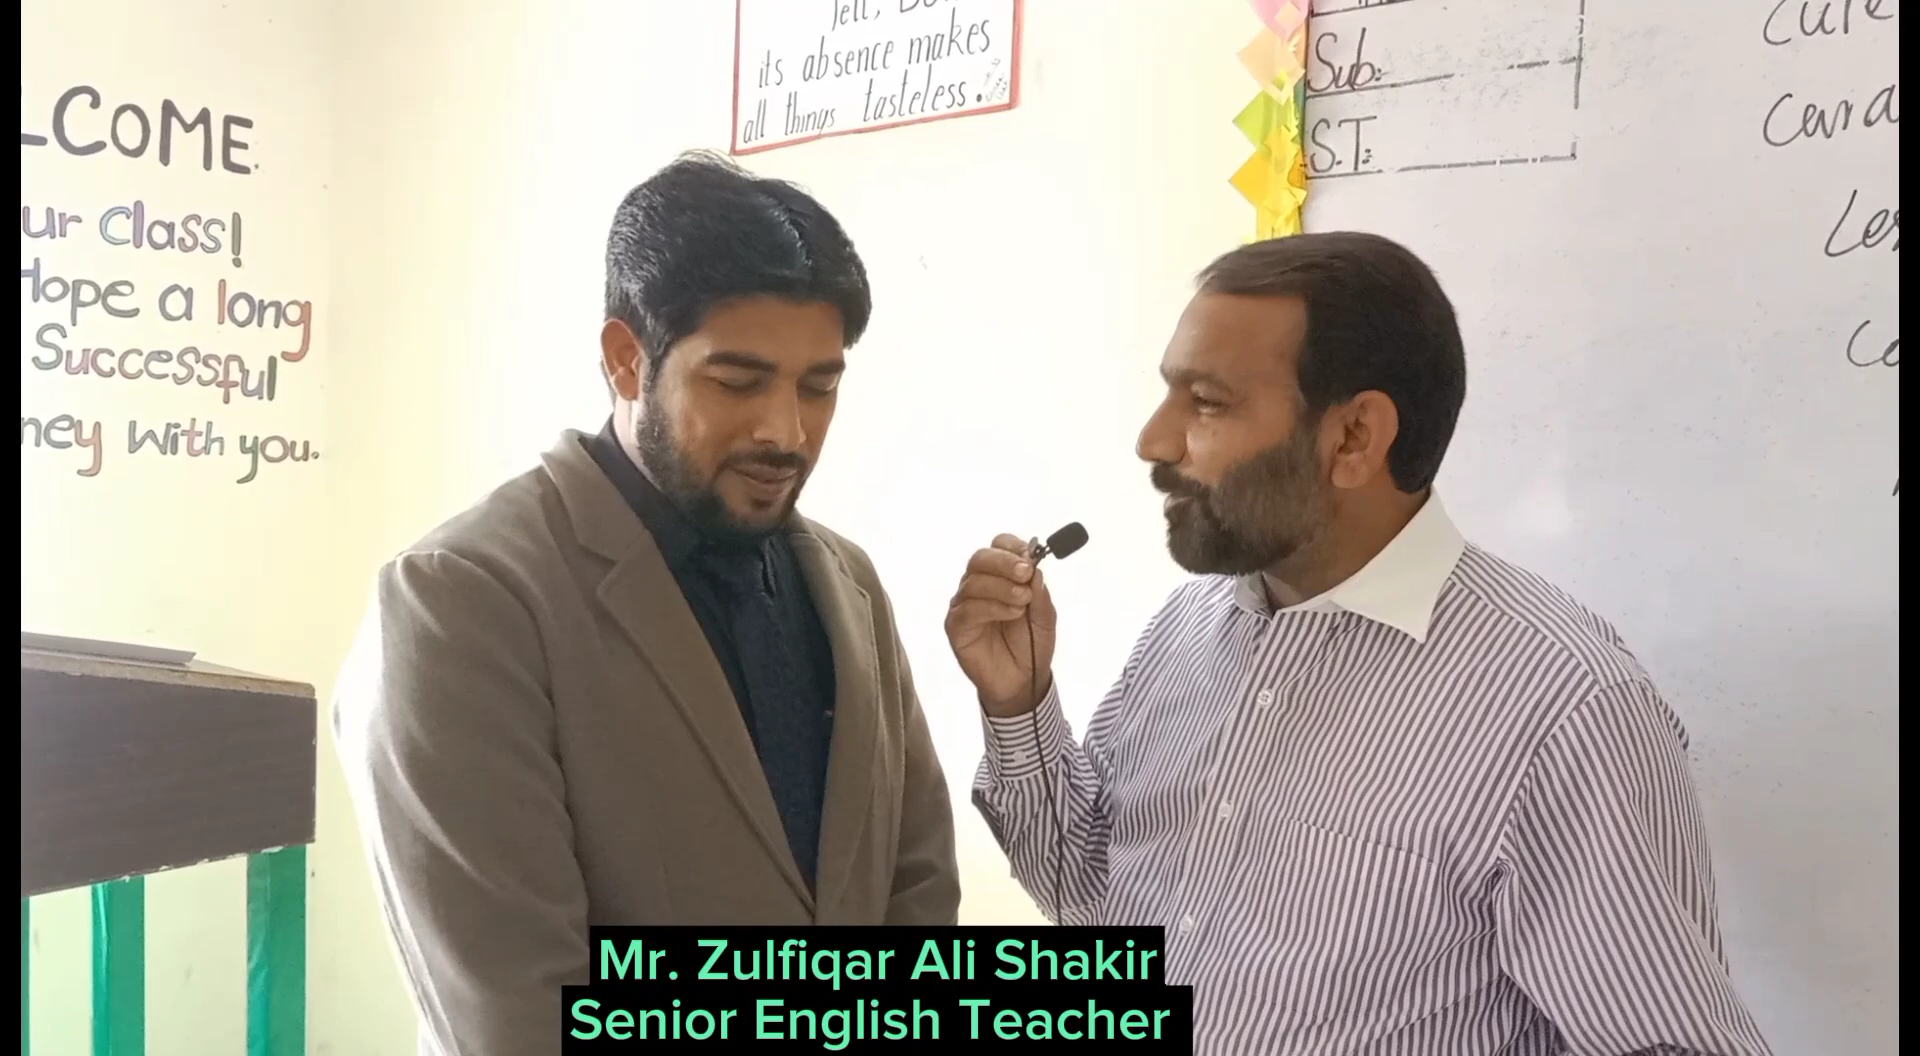 LCOME.
ur Class!
Hope a long
Successful
ney with you.
its absence makes
all things tasteless.
Sub:
S.T:
Cute
Mr. Zulfiqar Ali Shakir
Senior English Teacher